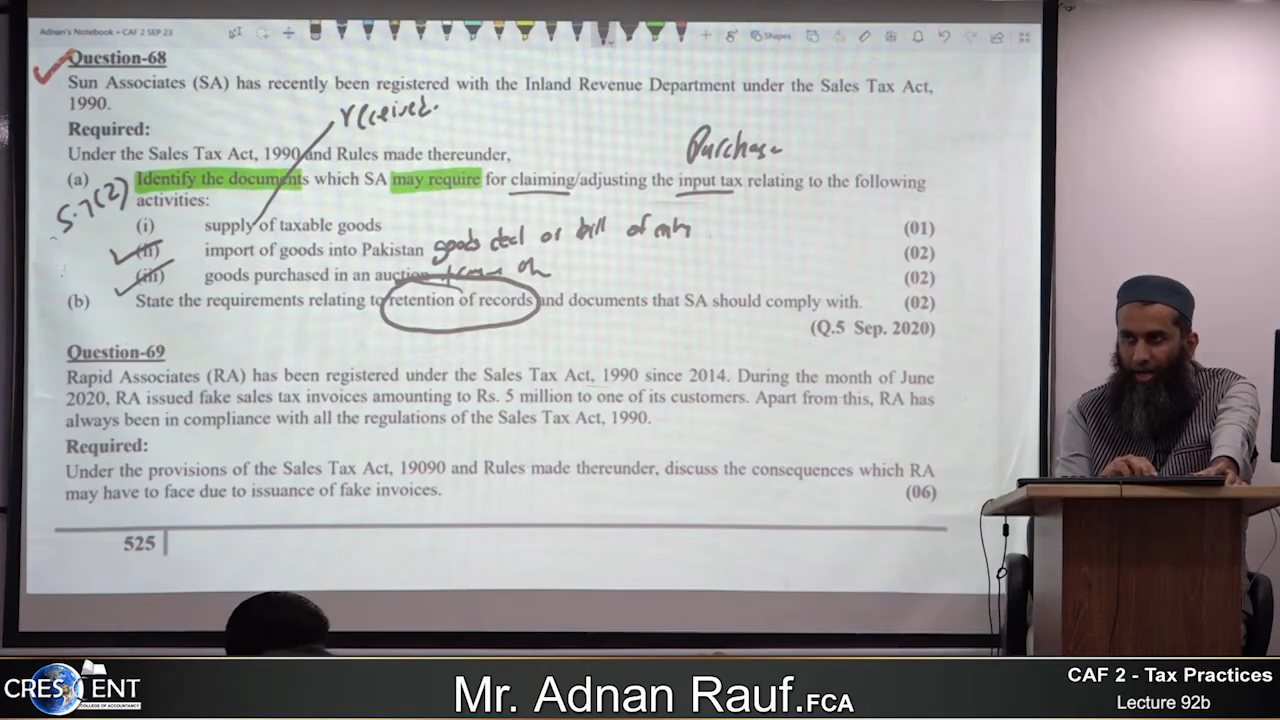 Adnan's Notebook » CAF 2 SEP 23
Shapes
Question-68
Sun Associates (SA) has recently been registered with the Inland Revenue Department under the Sales Tax Act,
1990.
received.
Required:
Under the Sales Tax Act, 1990 and Rules made thereunder,
Purchase
(a) Identify the documents which SA may require for claiming/adjusting the input tax relating to the following
S.7(2)
activities:
(i) supply of taxable goods (01)
(ii) import of goods into Pakistan goods decl or bill of entry (02)
(iii) goods purchased in an auction (02)
(b) State the requirements relating to retention of records and documents that SA should comply with. (02)
(Q.5 Sep. 2020)
Question-69
Rapid Associates (RA) has been registered under the Sales Tax Act, 1990 since 2014. During the month of June
2020, RA issued fake sales tax invoices amounting to Rs. 5 million to one of its customers. Apart from this, RA has
always been in compliance with all the regulations of the Sales Tax Act, 1990.
Required:
Under the provisions of the Sales Tax Act, 19090 and Rules made thereunder, discuss the consequences which RA
may have to face due to issuance of fake invoices. (06)
525
CRESCENT
COLLEGE OF ACCOUNTANCY
Mr. Adnan Rauf.FCA
CAF 2 - Tax Practices
Lecture 92b